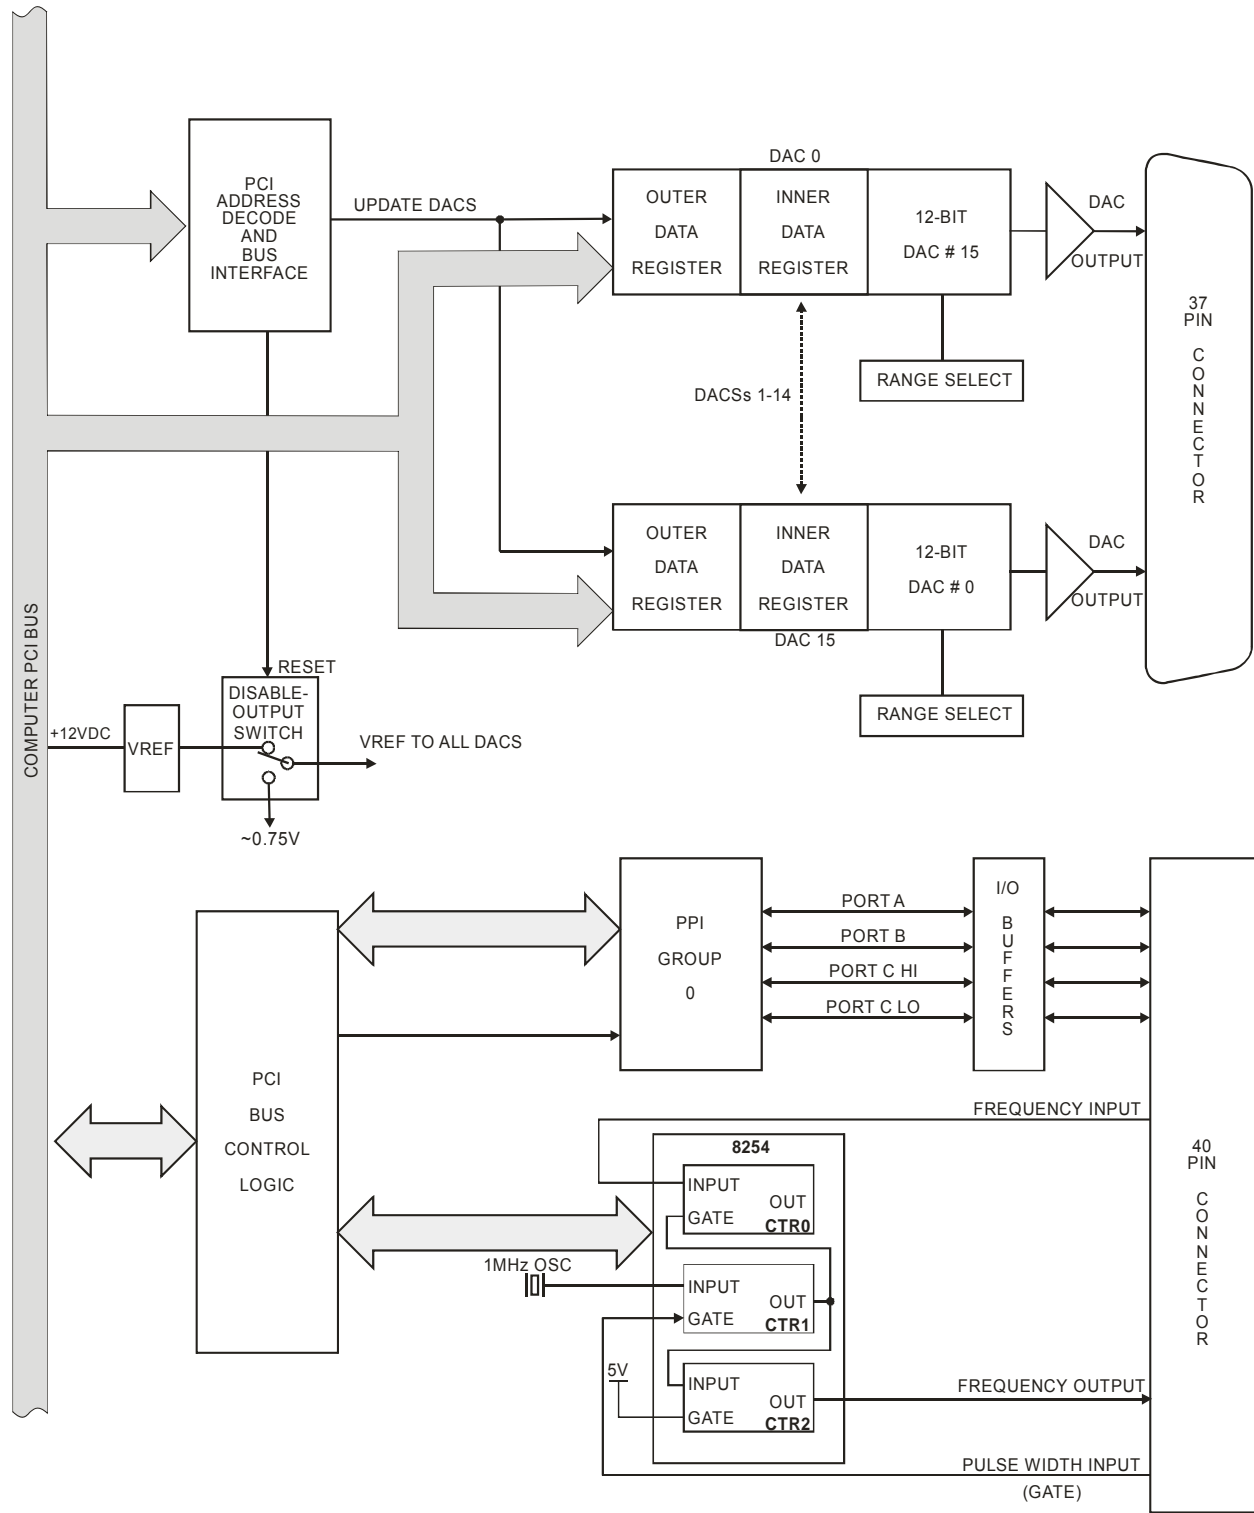 COMPUTER PCI BUS
PCI
ADDRESS
DECODE
AND
BUS
INTERFACE
UPDATE DACS
DAC 0
OUTER
DATA
REGISTER
INNER
DATA
REGISTER
12-BIT
DAC # 15
DAC
OUTPUT
RANGE SELECT
DACSs 1-14
37
PIN
CONNECTOR
OUTER
DATA
REGISTER
INNER
DATA
REGISTER
12-BIT
DAC # 0
DAC
OUTPUT
DAC 15
RANGE SELECT
RESET
DISABLE-
OUTPUT
SWITCH
+12VDC
VREF
VREF TO ALL DACS
~0.75V
PCI
BUS
CONTROL
LOGIC
PPI
GROUP
0
PORT A
PORT B
PORT C HI
PORT C LO
I/O
BUFFERS
FREQUENCY INPUT
8254
INPUT
OUT
GATE
CTR0
1MHz OSC
INPUT
OUT
GATE
CTR1
5V
INPUT
OUT
GATE
CTR2
FREQUENCY OUTPUT
PULSE WIDTH INPUT
(GATE)
40
PIN
CONNECTOR